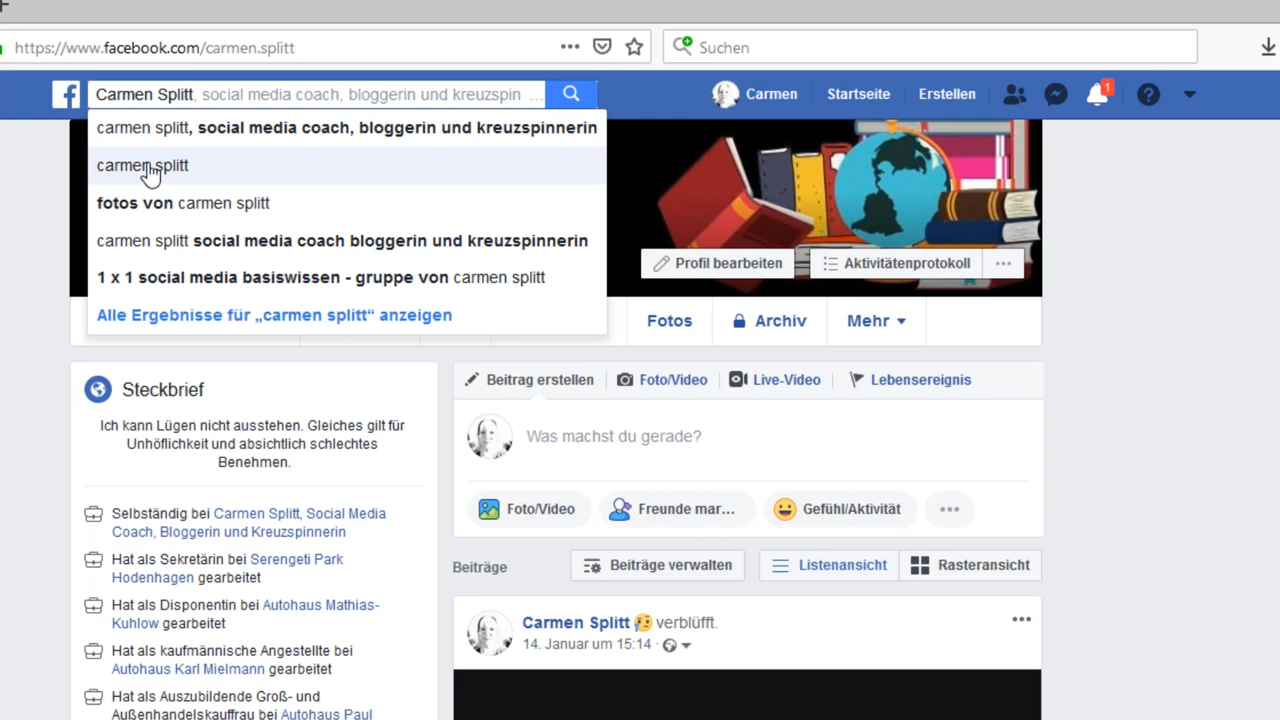 https://www.facebook.com/carmen.splitt
Suchen
Carmen Splitt, social media coach, bloggerin und kreuzspin ...
Carmen
Startseite
Erstellen
1
carmen splitt, social media coach, bloggerin und kreuzspinnerin
carmen splitt
fotos von carmen splitt
carmen splitt social media coach bloggerin und kreuzspinnerin
1 x 1 social media basiswissen - gruppe von carmen splitt
Alle Ergebnisse für „carmen splitt“ anzeigen
Profil bearbeiten
Aktivitätenprotokoll
Fotos
Archiv
Mehr
Steckbrief
Ich kann Lügen nicht ausstehen. Gleiches gilt für
Unhöflichkeit und absichtlich schlechtes
Benehmen.
Selbständig bei Carmen Splitt, Social Media
Coach, Bloggerin und Kreuzspinnerin
Hat als Sekretärin bei Serengeti Park
Hodenhagen gearbeitet
Hat als Disponentin bei Autohaus Mathias-
Kuhlow gearbeitet
Hat als kaufmännische Angestellte bei
Autohaus Karl Mielmann gearbeitet
Hat als Auszubildende Groß- und
Außenhandelskauffrau bei Autohaus Paul
Beitrag erstellen
Foto/Video
Live-Video
Lebensereignis
Was machst du gerade?
Foto/Video
Freunde mar...
Gefühl/Aktivität
Beiträge
Beiträge verwalten
Listenansicht
Rasteransicht
Carmen Splitt verblüfft.
14. Januar um 15:14 ·